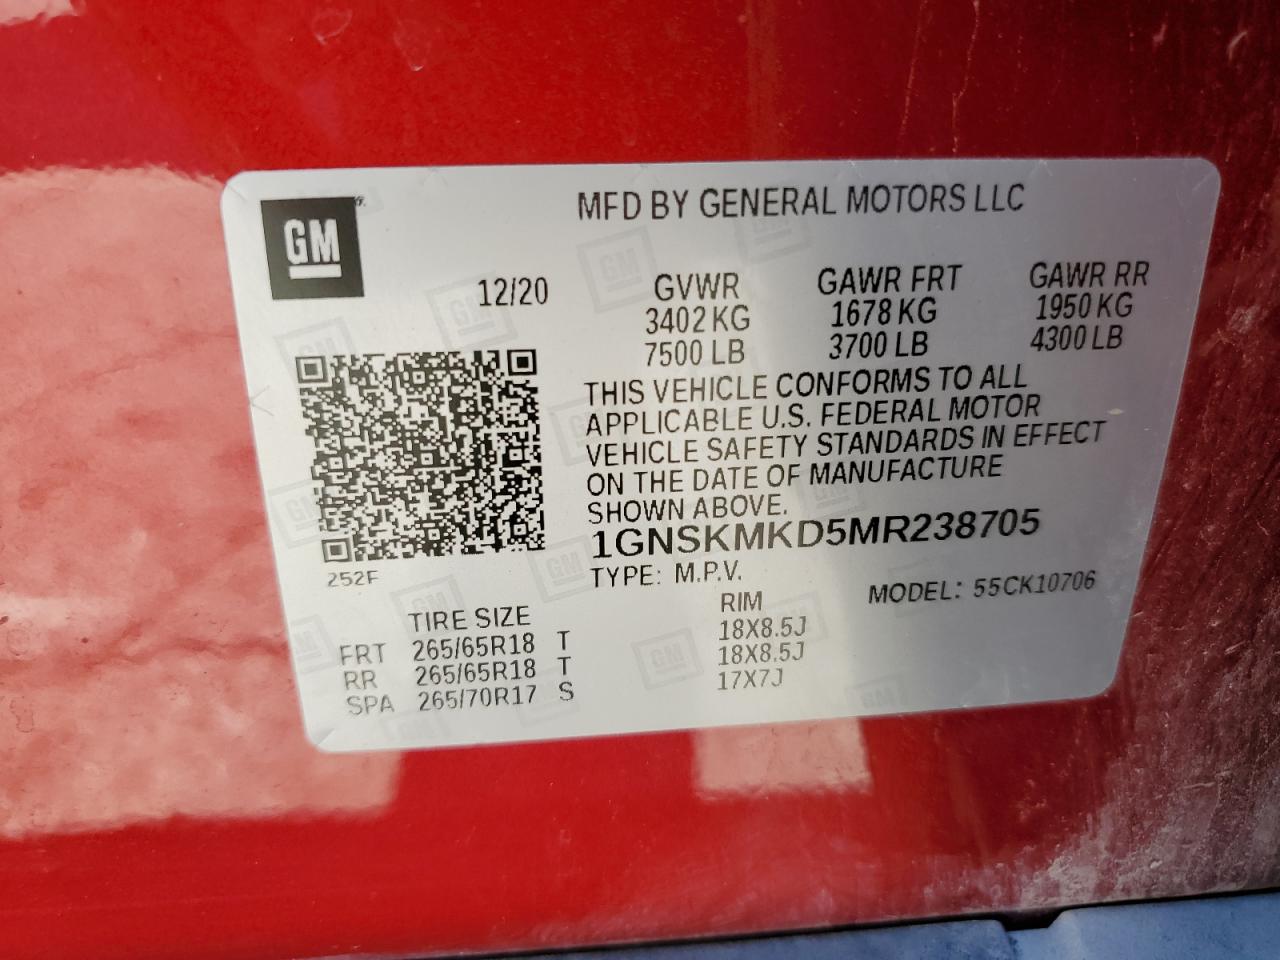 GM
MFD BY GENERAL MOTORS LLC
12/20
GVWR GAWR FRT GAWR RR
3402 KG 1678 KG 1950 KG
7500 LB 3700 LB 4300 LB
THIS VEHICLE CONFORMS TO ALL
APPLICABLE U.S. FEDERAL MOTOR
VEHICLE SAFETY STANDARDS IN EFFECT
ON THE DATE OF MANUFACTURE
SHOWN ABOVE.
1GNSKMKD5MR238705
252F
TYPE: M.P.V. MODEL: 55CK10706
TIRE SIZE RIM
FRT 265/65R18 T 18X8.5J
RR 265/65R18 T 18X8.5J
SPA 265/70R17 S 17X7J